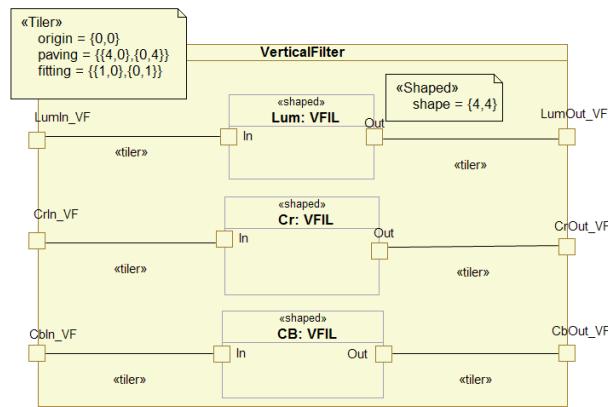 «Tiler»
origin = {0,0}
paving = {{4,0},{0,4}}
fitting = {{1,0},{0,1}}
VerticalFilter
«Shaped»
shape = {4,4}
LumIn_VF
«shaped»
Lum: VFIL
In
Out
LumOut_VF
«tiler»
«tiler»
CrIn_VF
«shaped»
Cr: VFIL
In
Out
CrOut_VF
«tiler»
«tiler»
CbIn_VF
«shaped»
CB: VFIL
In
Out
CbOut_VF
«tiler»
«tiler»